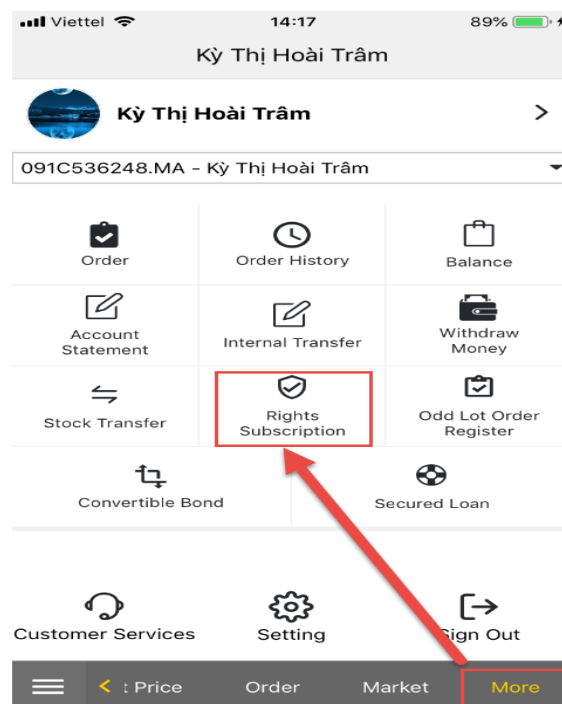 Viettel 14:17 89%
Kỳ Thị Hoài Trâm
Kỳ Thị Hoài Trâm
091C536248.MA - Kỳ Thị Hoài Trâm
Order Order History Balance
Account Statement Internal Transfer Withdraw Money
Stock Transfer Rights Subscription Odd Lot Order Register
Convertible Bond Secured Loan
Customer Services Setting Sign Out
t Price Order Market More